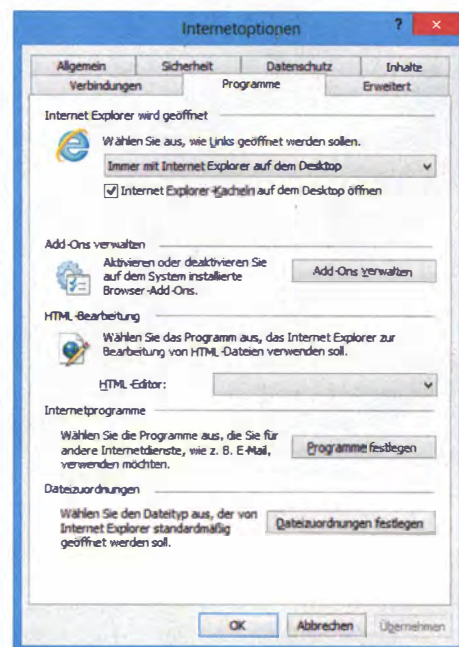 Internetoptionen ? ×
Allgemein Sicherheit Datenschutz Inhalte
Verbindungen Programme Erweitert
Internet Explorer wird geöffnet
Wählen Sie aus, wie Links geöffnet werden sollen.
Immer mit Internet Explorer auf dem Desktop
Internet Explorer-Kacheln auf dem Desktop öffnen
Add-Ons verwalten
Aktivieren oder deaktivieren Sie
auf dem System installierte
Browser-Add-Ons.
Add-Ons verwalten
HTML-Bearbeitung
Wählen Sie das Programm aus, das Internet Explorer zur
Bearbeitung von HTML-Dateien verwenden soll.
HTML-Editor:
Internetprogramme
Wählen Sie die Programme aus, die Sie für
andere Internetdienste, wie z. B. E-Mail,
verwenden möchten.
Programme festlegen
Dateizuordnungen
Wählen Sie den Dateityp aus, der von
Internet Explorer standardmäßig
geöffnet werden soll.
Dateizuordnungen festlegen
OK Abbrechen Übernehmen